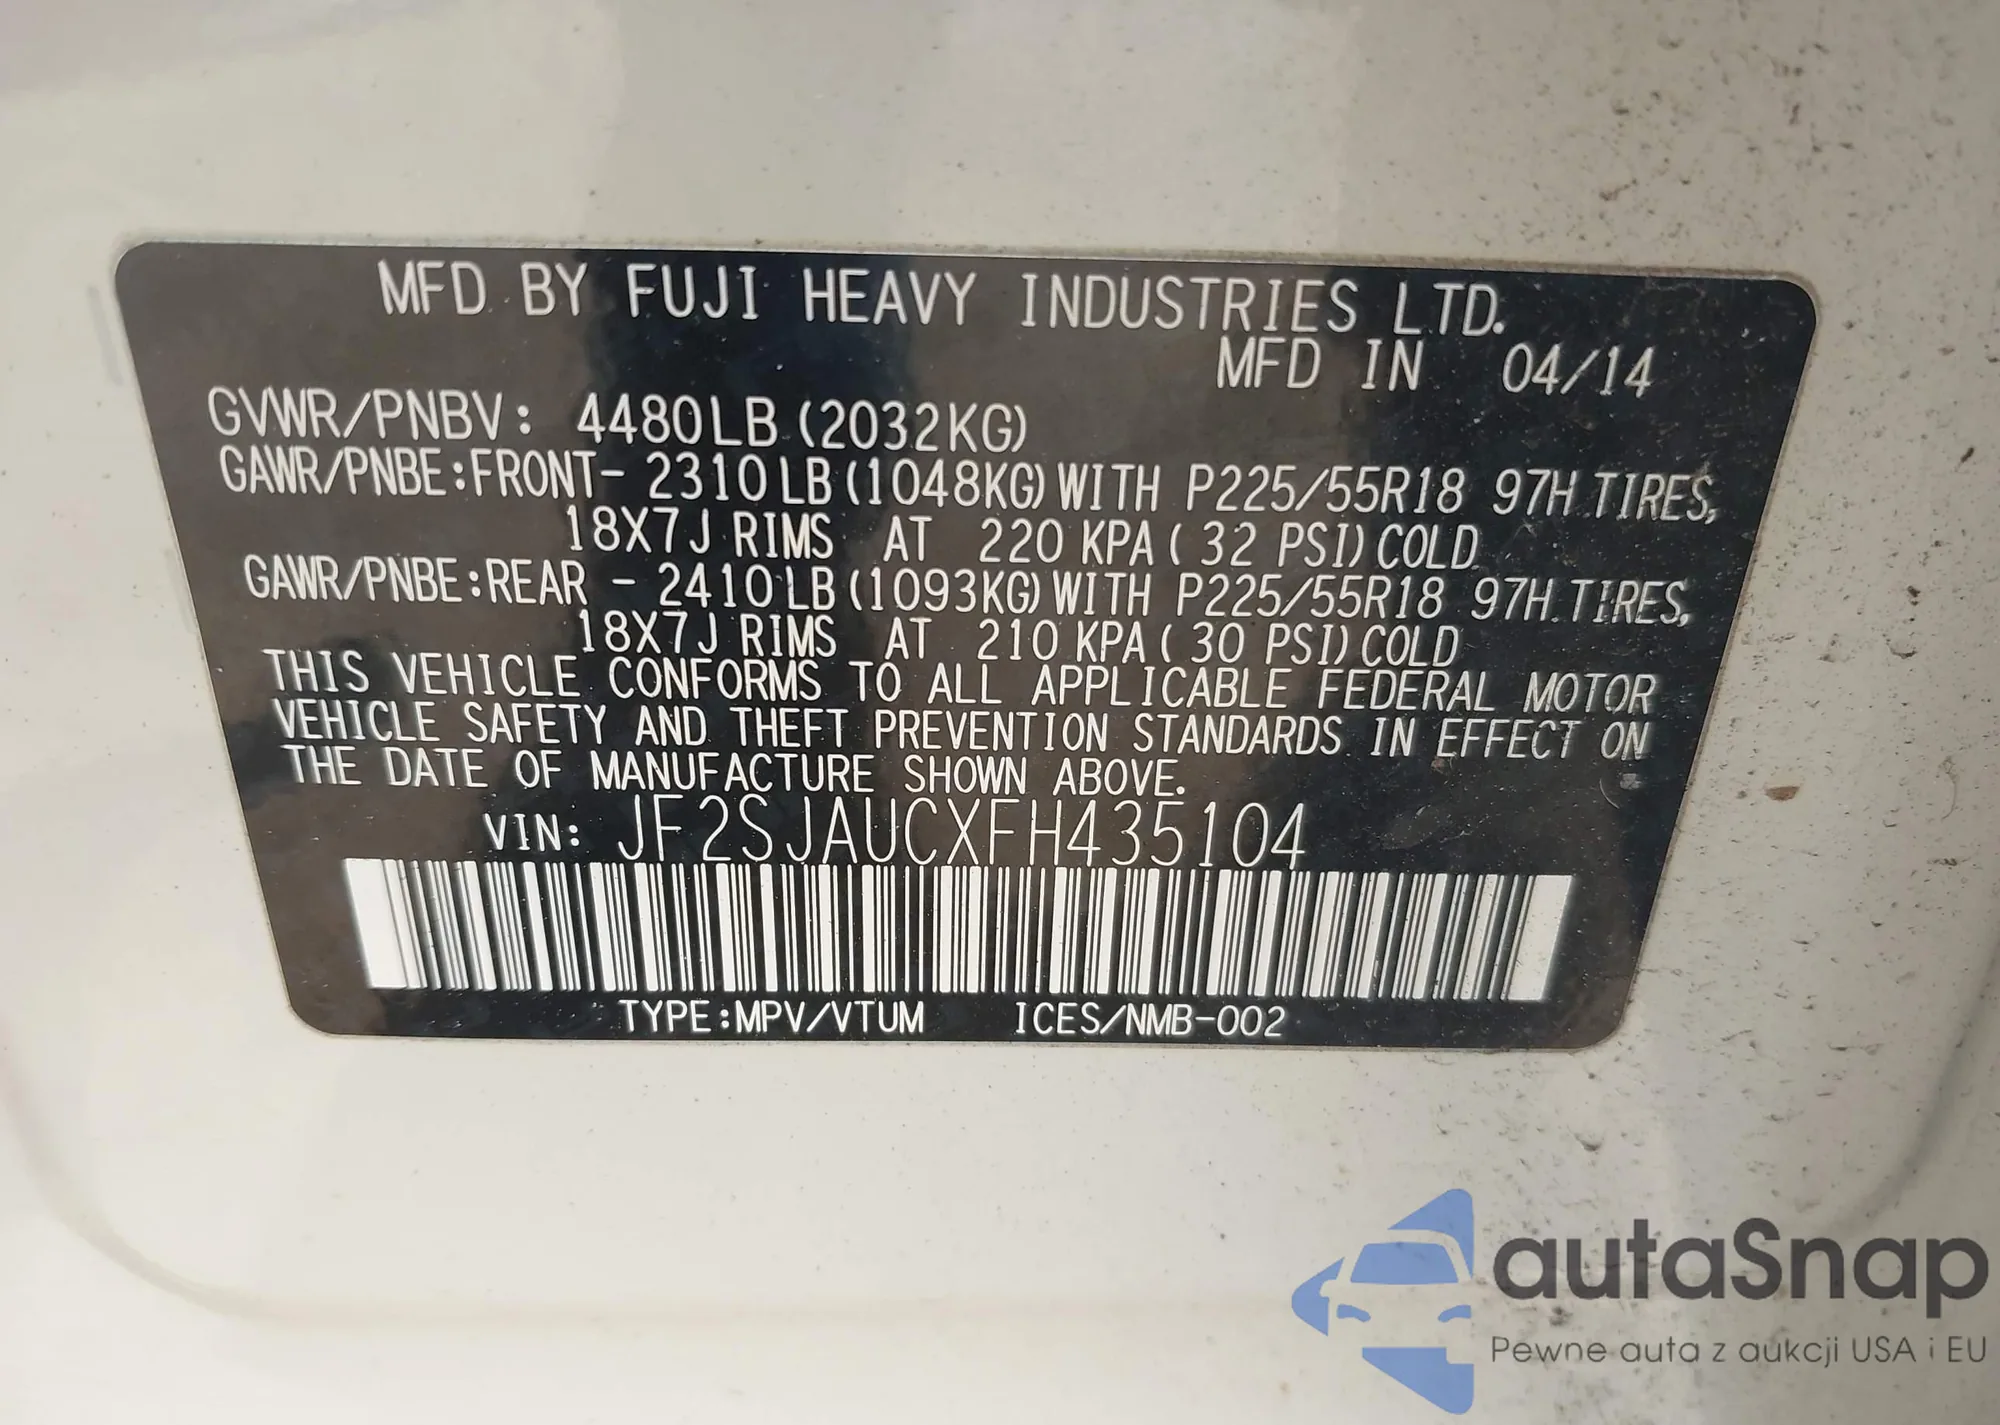 MFD BY FUJI HEAVY INDUSTRIES LTD.
MFD IN 04/14
GVWR/PNBV: 4480LB (2032KG)
GAWR/PNBE:FRONT- 2310LB (1048KG) WITH P225/55R18 97H TIRES,
18X7J RIMS AT 220 KPA ( 32 PSI) COLD
GAWR/PNBE:REAR - 2410LB (1093KG) WITH P225/55R18 97H TIRES,
18X7J RIMS AT 210 KPA ( 30 PSI) COLD
THIS VEHICLE CONFORMS TO ALL APPLICABLE FEDERAL MOTOR
VEHICLE SAFETY AND THEFT PREVENTION STANDARDS IN EFFECT ON
THE DATE OF MANUFACTURE SHOWN ABOVE.
VIN: JF2SJAUCXFH435104
TYPE:MPV/VTUM ICES/NMB-002
autaSnap
Pewne auta z aukcji USA i EU